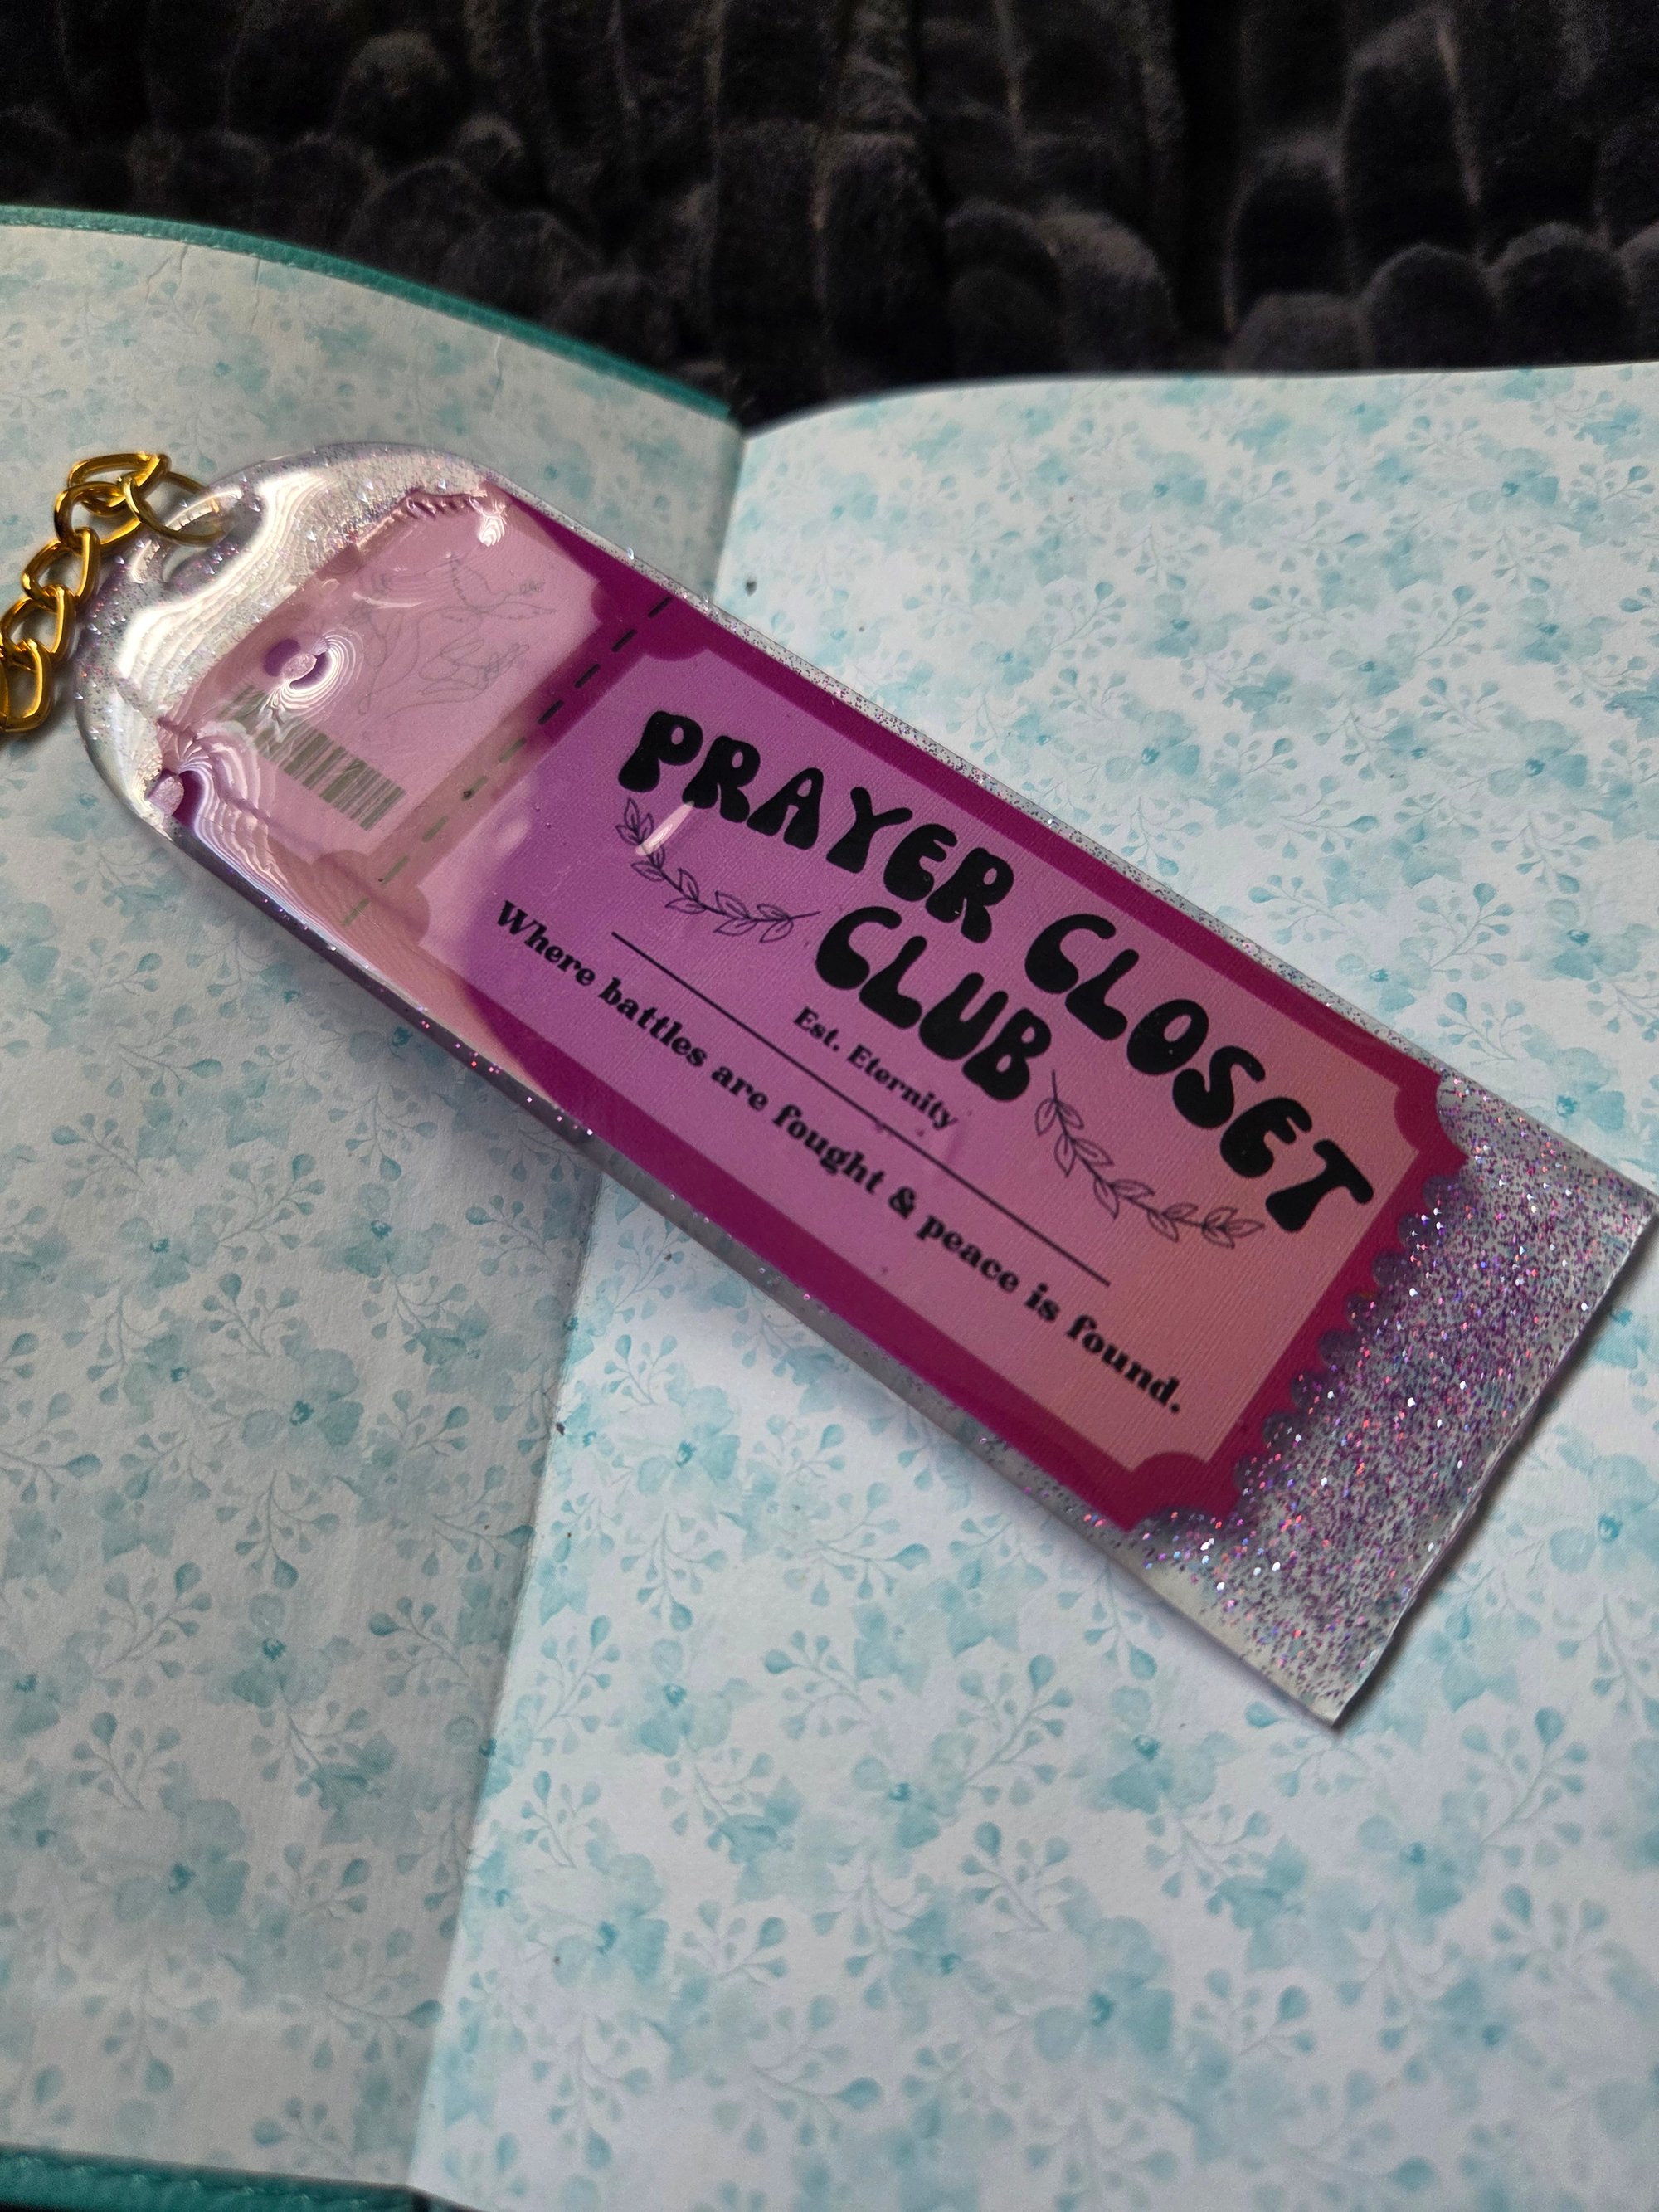 PRAYER CLOSET
CLUB
Est. Eternity
Where battles are fought & peace is found.